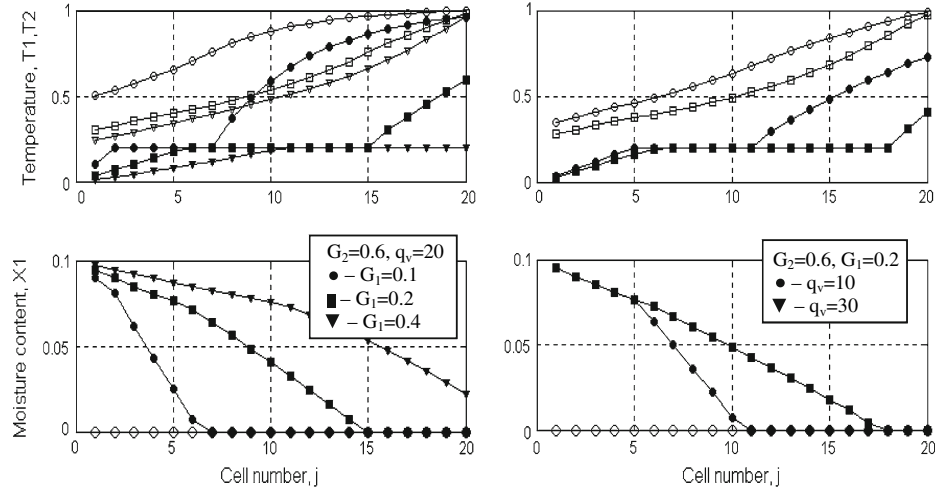 Temperature, T1,T2
1
0.5
0
0
5
10
15
20
1
0.5
0
0
5
10
15
20
Moisture content, X1
0.1
0.05
0
0
5
10
15
20
Cell number, j
G₂=0.6, qᵥ=20
– G₁=0.1
– G₁=0.2
– G₁=0.4
0.1
0.05
0
0
5
10
15
20
Cell number, j
G₂=0.6, G₁=0.2
– qᵥ=10
– qᵥ=30